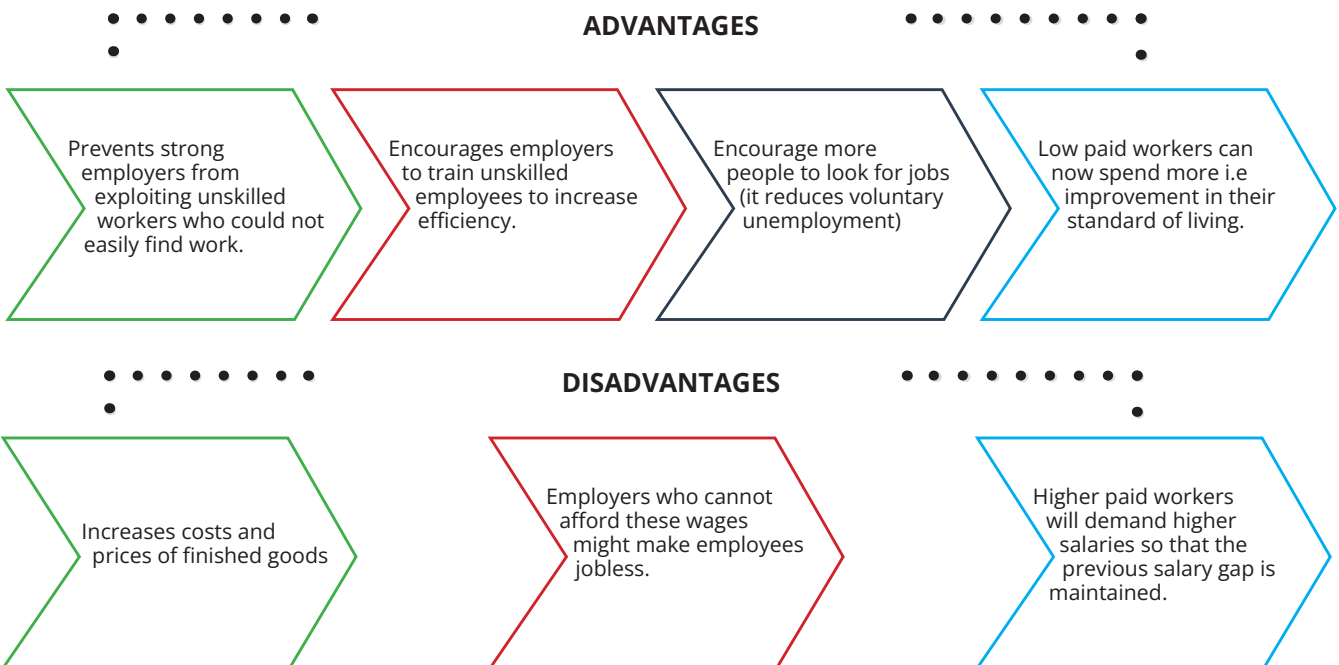 ADVANTAGES
Prevents strong
employers from
exploiting unskilled
workers who could not
easily find work.
Encourages employers
to train unskilled
employees to increase
efficiency.
Encourage more
people to look for jobs
(it reduces voluntary
unemployment)
Low paid workers can
now spend more i.e
improvement in their
standard of living.
DISADVANTAGES
Increases costs and
prices of finished goods
Employers who cannot
afford these wages
might make employees
jobless.
Higher paid workers
will demand higher
salaries so that the
previous salary gap is
maintained.